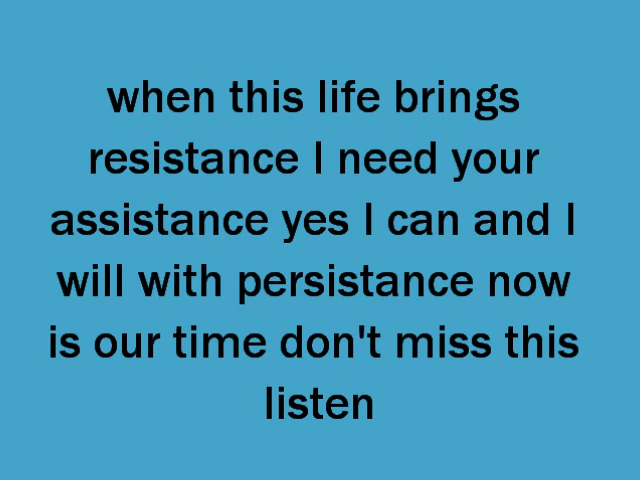 when this life brings
resistance I need your
assistance yes I can and I
will with persistance now
is our time don't miss this
listen